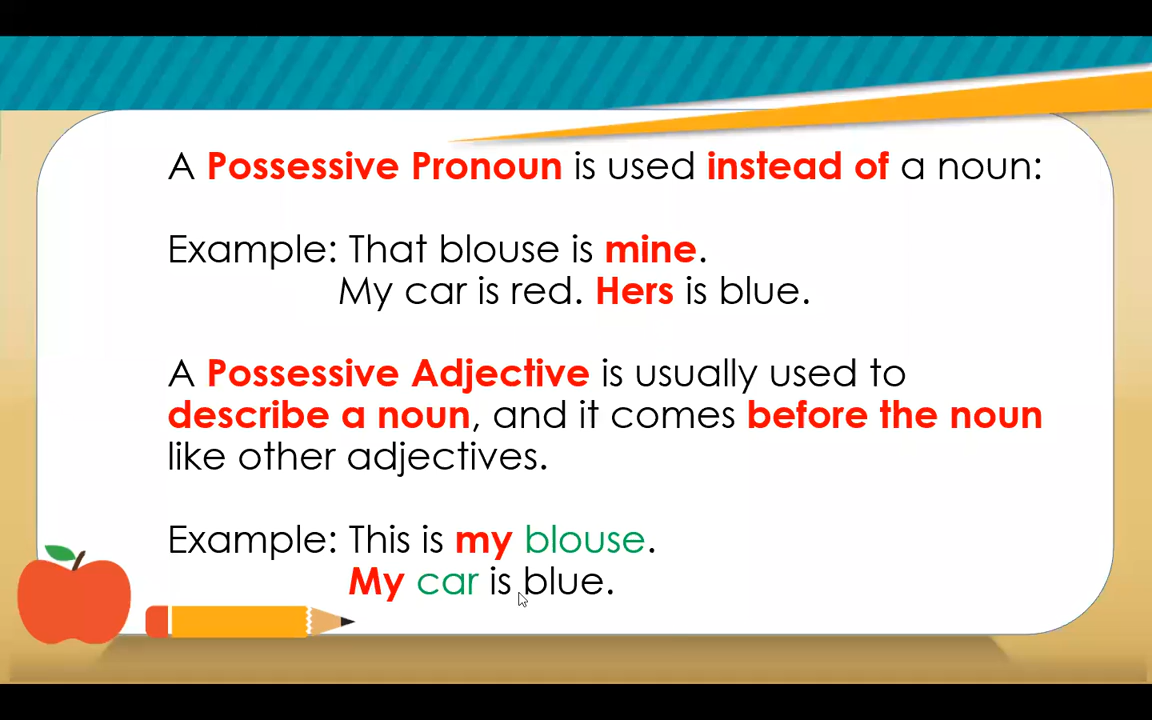 A Possessive Pronoun is used instead of a noun:
Example: That blouse is mine.
My car is red. Hers is blue.
A Possessive Adjective is usually used to
describe a noun, and it comes before the noun
like other adjectives.
Example: This is my blouse.
My car is blue.